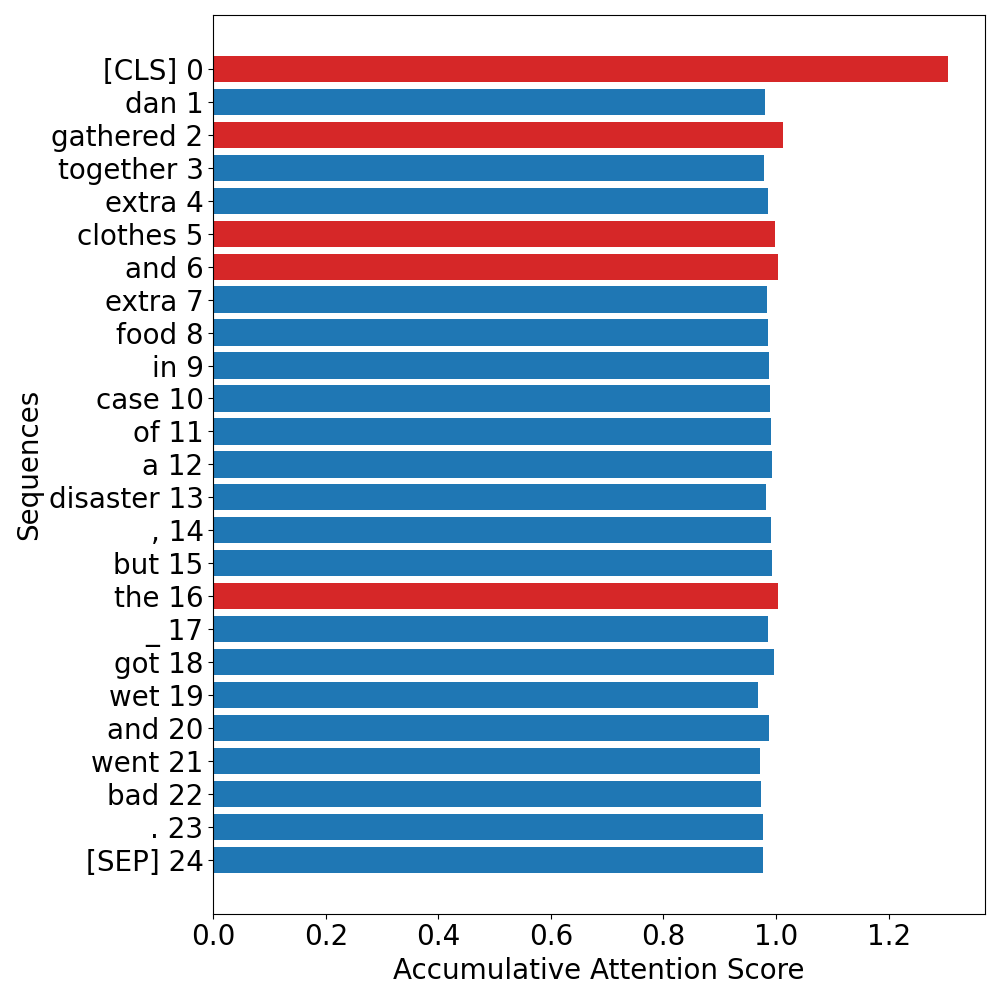 [CLS] 0
dan 1
gathered 2
together 3
extra 4
clothes 5
and 6
extra 7
food 8
in 9
case 10
of 11
a 12
disaster 13
, 14
but 15
the 16
_ 17
got 18
wet 19
and 20
went 21
bad 22
. 23
[SEP] 24
Sequences
0.0 0.2 0.4 0.6 0.8 1.0 1.2
Accumulative Attention Score